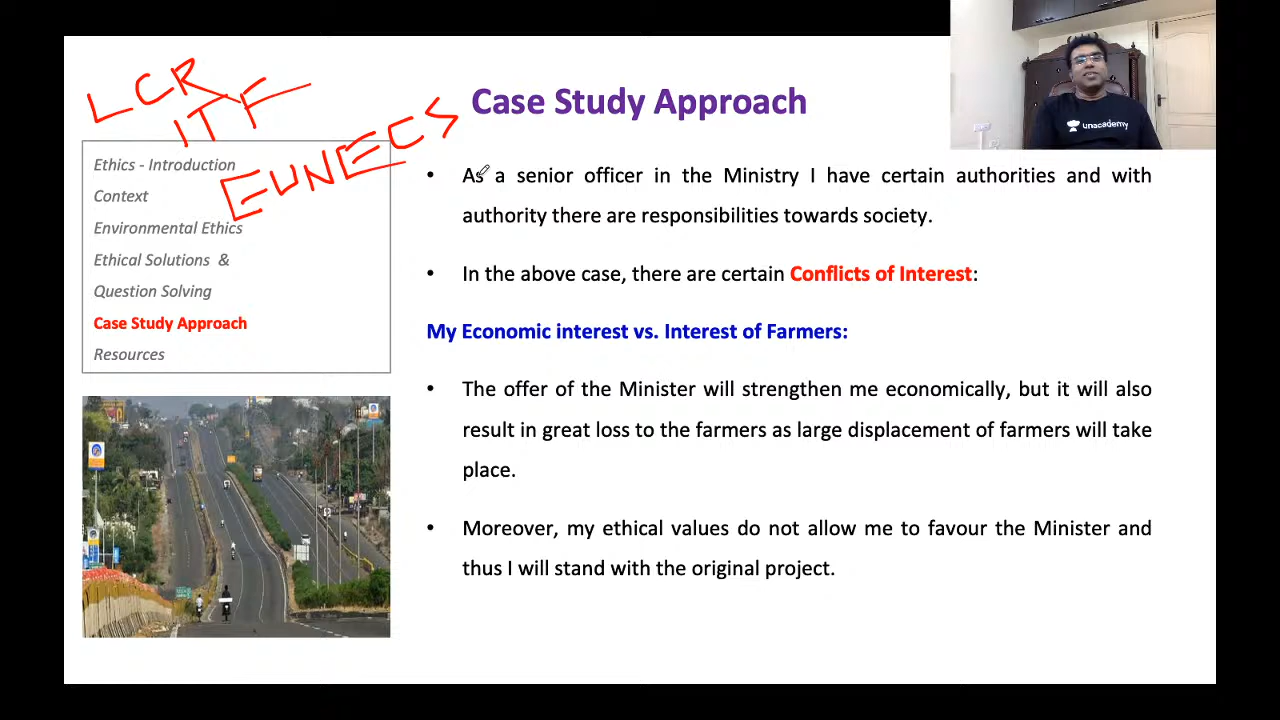 LCR
ITF
EUNECS
Case Study Approach
unacademy
Ethics - Introduction
Context
Environmental Ethics
Ethical Solutions &
Question Solving
Case Study Approach
Resources
• As a senior officer in the Ministry I have certain authorities and with
authority there are responsibilities towards society.
• In the above case, there are certain Conflicts of Interest:
My Economic interest vs. Interest of Farmers:
• The offer of the Minister will strengthen me economically, but it will also
result in great loss to the farmers as large displacement of farmers will take
place.
• Moreover, my ethical values do not allow me to favour the Minister and
thus I will stand with the original project.